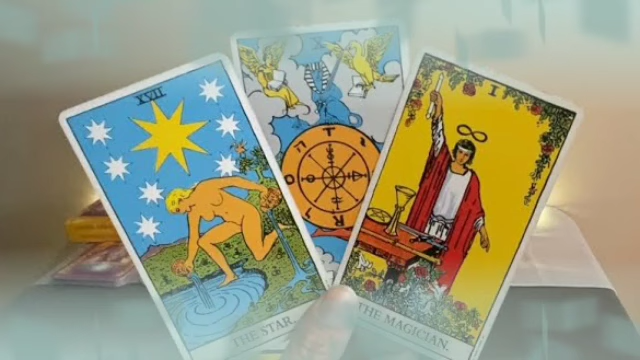 XVII
I
THE STAR.
THE MAGICIAN.